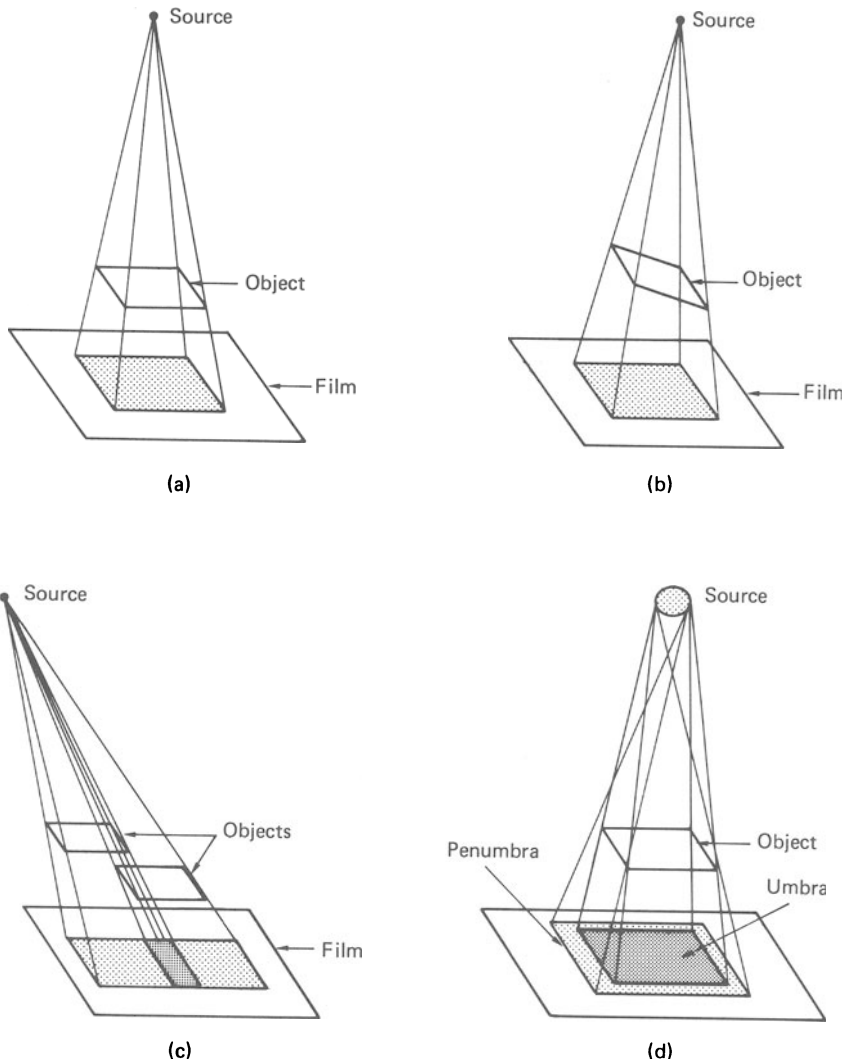 Source
Object
Film
(a)
Source
Object
Film
(b)
Source
Objects
Film
(c)
Source
Object
Penumbra
Umbra
(d)